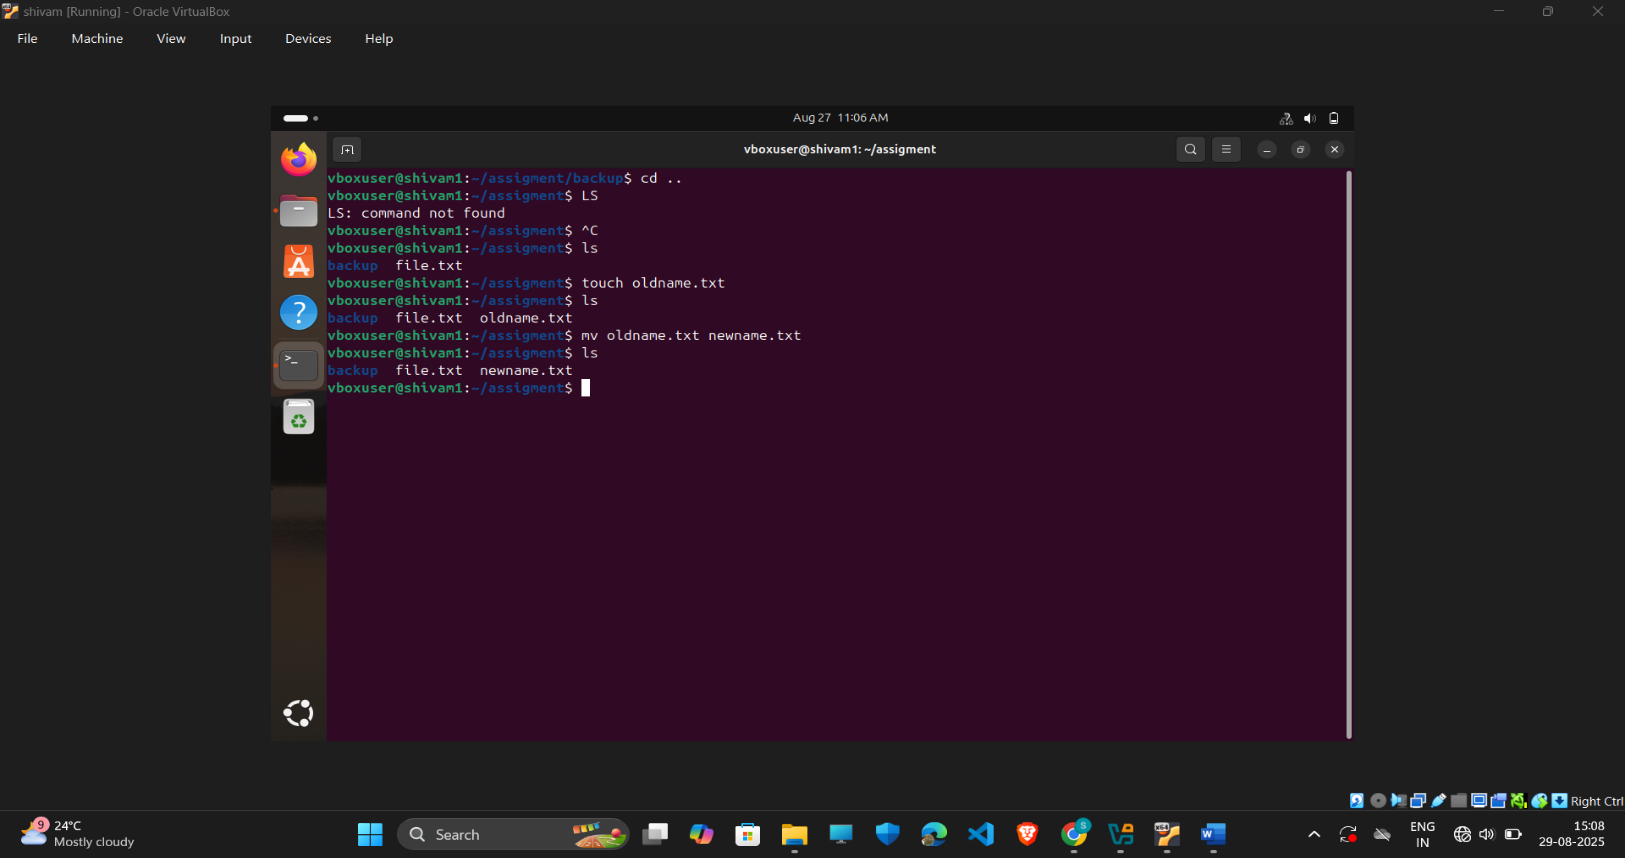 shivam [Running] - Oracle VirtualBox
File Machine View Input Devices Help
Aug 27 11:06 AM
vboxuser@shivam1: ~/assigment
vboxuser@shivam1:~/assigment/backup$ cd ..
vboxuser@shivam1:~/assigment$ LS
LS: command not found
vboxuser@shivam1:~/assigment$ ^C
vboxuser@shivam1:~/assigment$ ls
backup file.txt
vboxuser@shivam1:~/assigment$ touch oldname.txt
vboxuser@shivam1:~/assigment$ ls
backup file.txt oldname.txt
vboxuser@shivam1:~/assigment$ mv oldname.txt newname.txt
vboxuser@shivam1:~/assigment$ ls
backup file.txt newname.txt
vboxuser@shivam1:~/assigment$
Right Ctrl
9
24°C
Mostly cloudy
Search
S
ENG
IN
15:08
29-08-2025